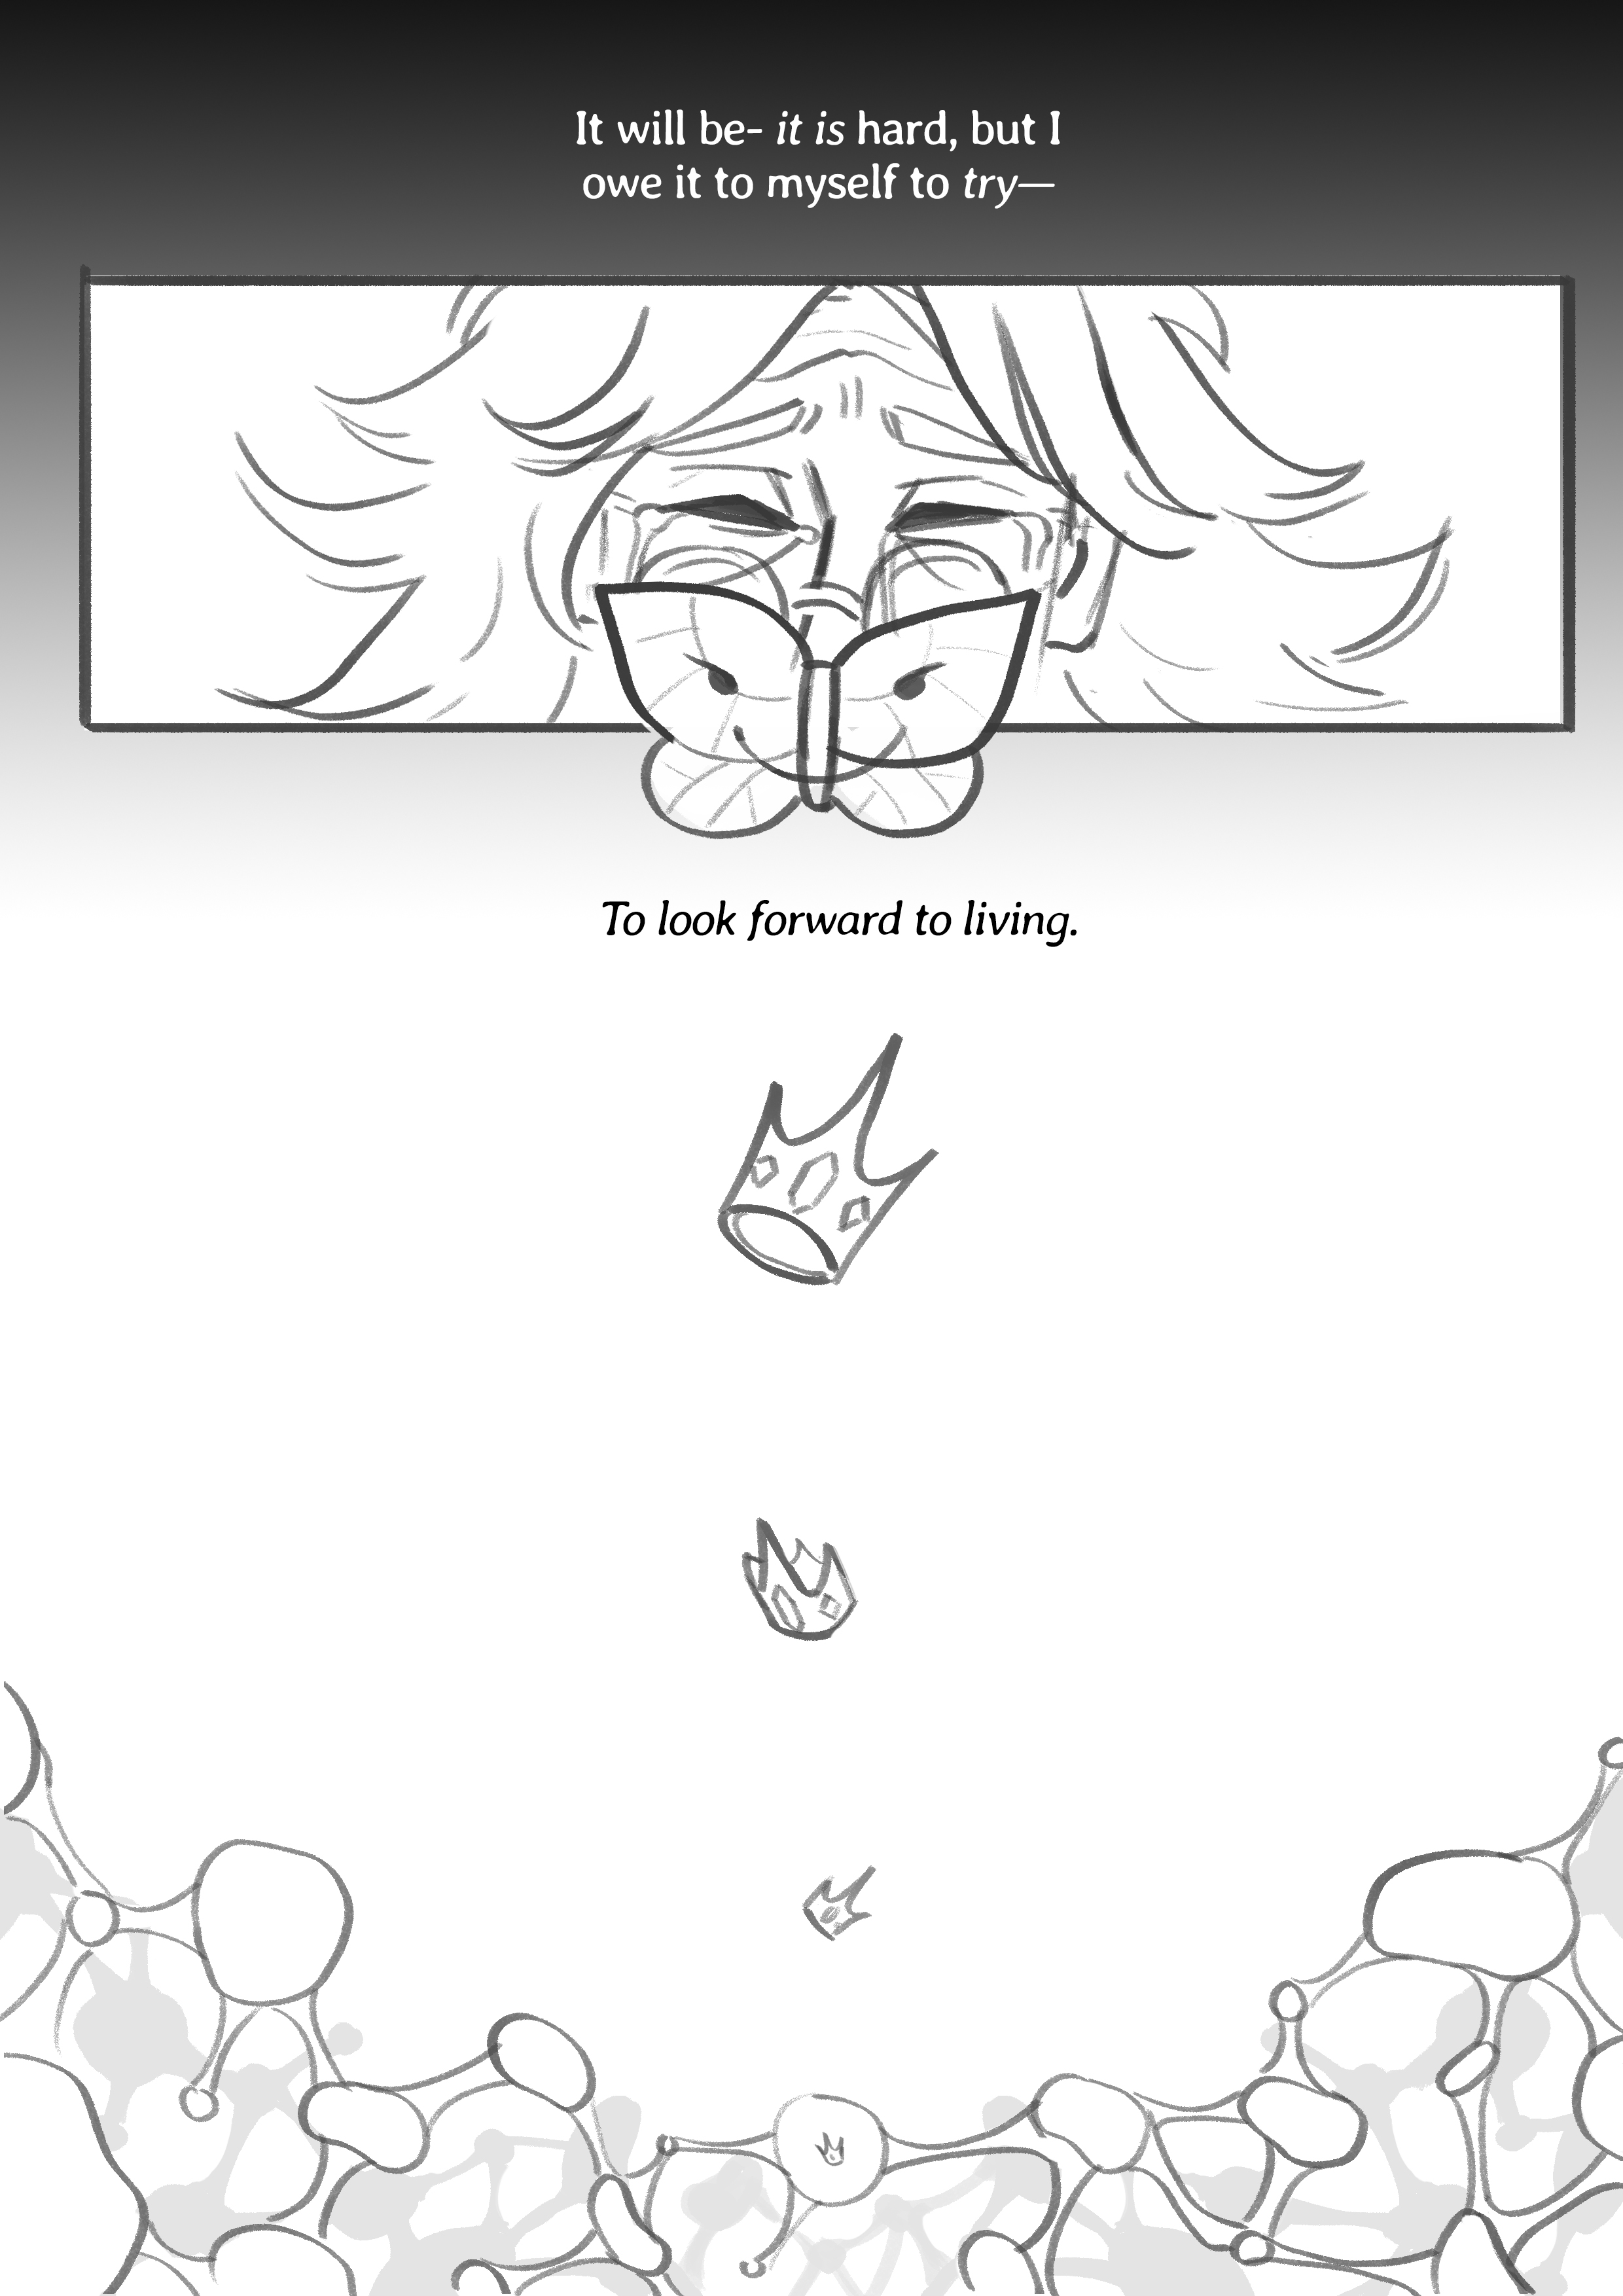 It will be- it is hard, but I
owe it to myself to try—
To look forward to living.